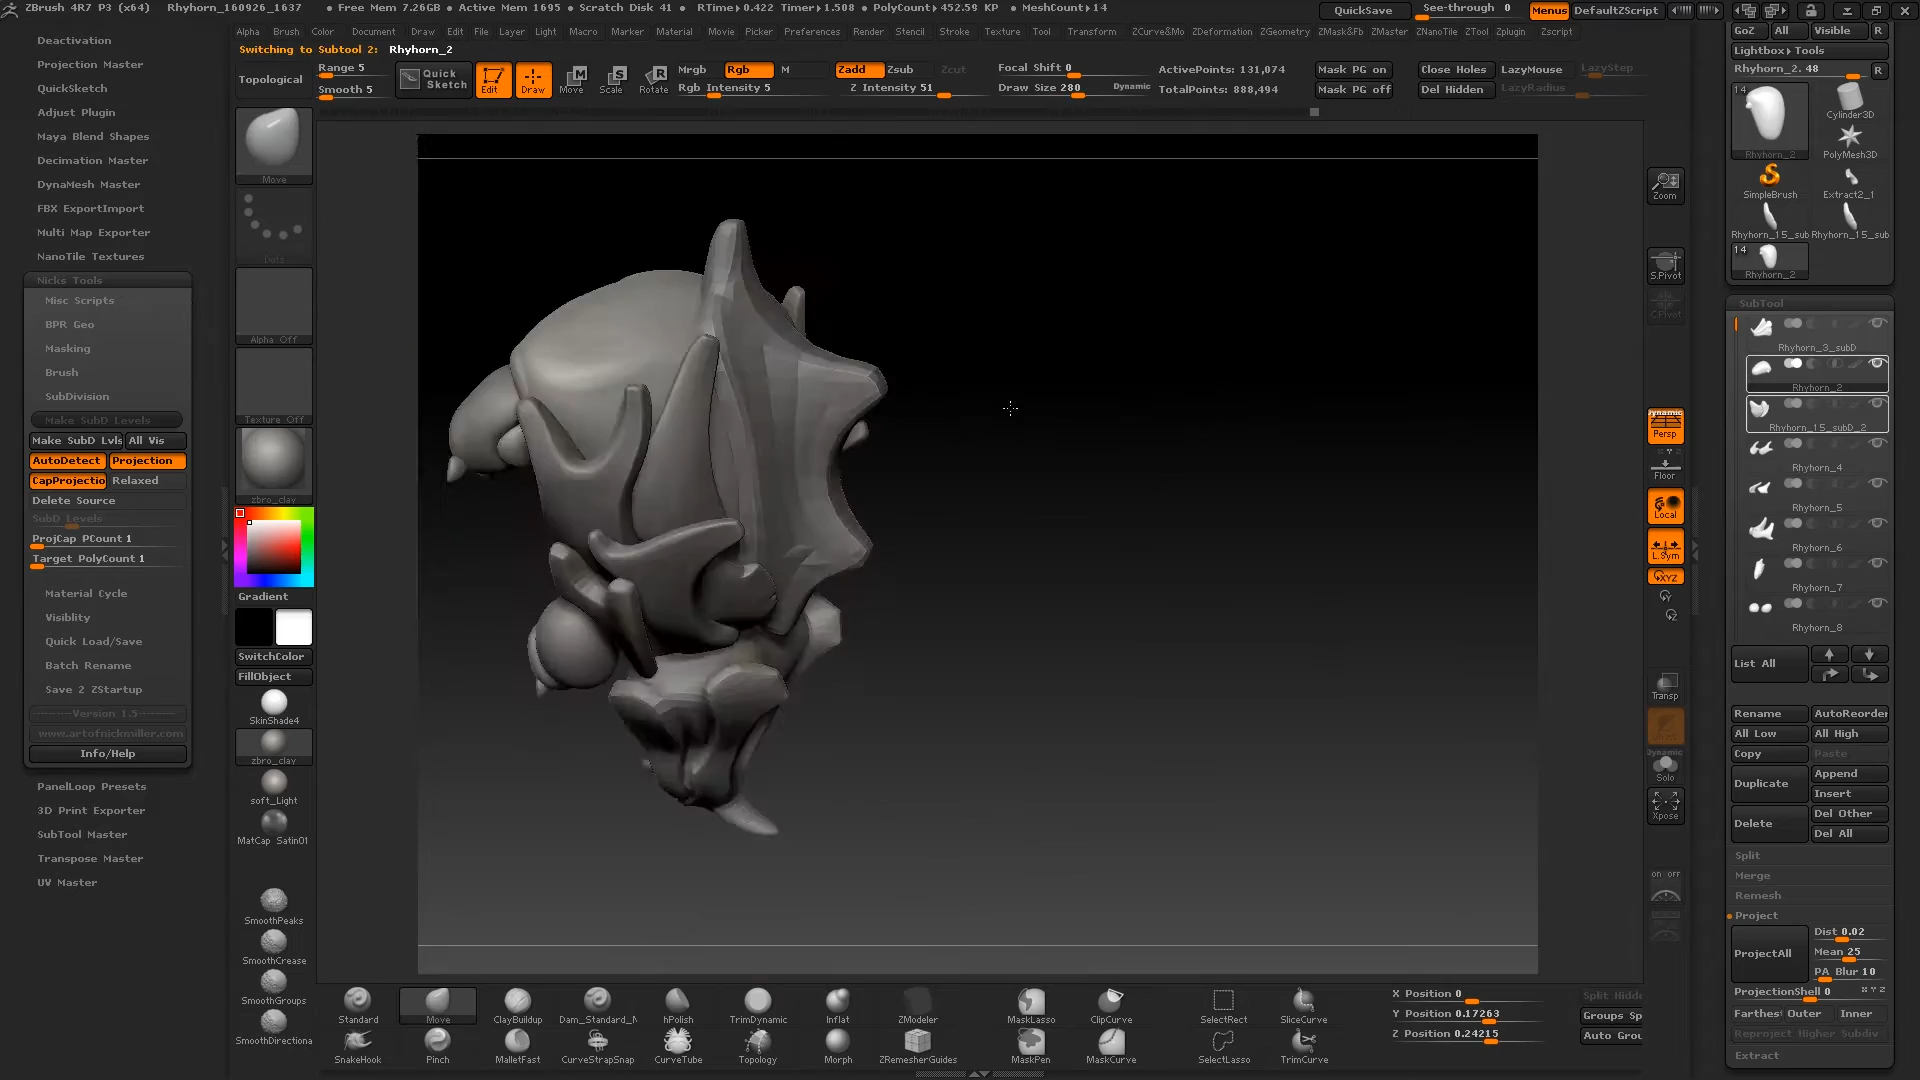 ZBrush 4R7 P3 (x64) Rhyhorn_160926_1637 • Free Mem 7.26GB • Active Mem 1695 • Scratch Disk 41 • RTime▸0.422 Timer▸1.508 • PolyCount▸452.59 KP • MeshCount▸14 QuickSave See-through 0 Menus DefaultZScript
Alpha Brush Color Document Draw Edit File Layer Light Macro Marker Material Movie Picker Preferences Render Stencil Stroke Texture Tool Transform ZCurve&Mo ZDeformation ZGeometry ZMask&Fb ZMaster ZNanoTile ZTool Zplugin Zscript
Switching to Subtool 2: Rhyhorn_2
Topological
Range 5
Smooth 5
Quick Sketch
Edit
Draw
Move
Scale
Rotate
Mrgb Rgb M
Rgb Intensity 5
Zadd Zsub Zcut
Z Intensity 51
Focal Shift 0
Draw Size 280 Dynamic
ActivePoints: 131,074
TotalPoints: 888,494
Mask PG on
Mask PG off
Close Holes
Del Hidden
LazyMouse LazyStep
LazyRadius
Deactivation
Projection Master
QuickSketch
Adjust Plugin
Maya Blend Shapes
Decimation Master
DynaMesh Master
FBX ExportImport
Multi Map Exporter
NanoTile Textures
Nicks Tools
Misc Scripts
BPR Geo
Masking
Brush
SubDivision
Make SubD Levels
Make SubD Lvls All Vis
AutoDetect Projection
CapProjectio Relaxed
Delete Source
SubD Levels
ProjCap PCount 1
Target PolyCount 1
Material Cycle
Visiblity
Quick Load/Save
Batch Rename
Save 2 ZStartup
Version 1.5
www.artofnickmiller.com
Info/Help
PanelLoop Presets
3D Print Exporter
SubTool Master
Transpose Master
UV Master
Move
Dots
Alpha Off
Texture Off
zbro_clay
Gradient
SwitchColor
FillObject
SkinShade4
zbro_clay
soft_Light
MatCap Satin01
SmoothPeaks
SmoothCrease
SmoothGroups
SmoothDirectiona
Standard Move ClayBuildup Dam_Standard_N hPolish TrimDynamic Inflat ZModeler MaskLasso ClipCurve SelectRect SliceCurve
SnakeHook Pinch MalletFast CurveStrapSnap CurveTube Topology Morph ZRemesherGuides MaskPen MaskCurve SelectLasso TrimCurve
X Position 0
Y Position 0.17263
Z Position 0.24215
Split Hidde
Groups Sp
Auto Grou
Zoom
S.Pivot
C.Pivot
Dynamic
Persp
Floor
Local
L.Sym
XYZ
Transp
Dynamic
Solo
Xpose
on off
GoZ All Visible R
Lightbox▸Tools
Rhyhorn_2. 48 R
14
Rhyhorn_2
Cylinder3D
PolyMesh3D
SimpleBrush Extract2_1
Rhyhorn_15_sub Rhyhorn_15_sub
14
Rhyhorn_2
SubTool
Rhyhorn_3_subD
Rhyhorn_2
Rhyhorn_15_subD_2
Rhyhorn_4
Rhyhorn_5
Rhyhorn_6
Rhyhorn_7
Rhyhorn_8
List All
Rename AutoReorder
All Low All High
Copy Paste
Duplicate Append
Insert
Delete Del Other
Del All
Split
Merge
Remesh
Project
ProjectAll
Dist 0.02
Mean 25
PA Blur 10
ProjectionShell 0 X Y Z
Farthes Outer Inner
Reproject Higher Subdiv
Extract